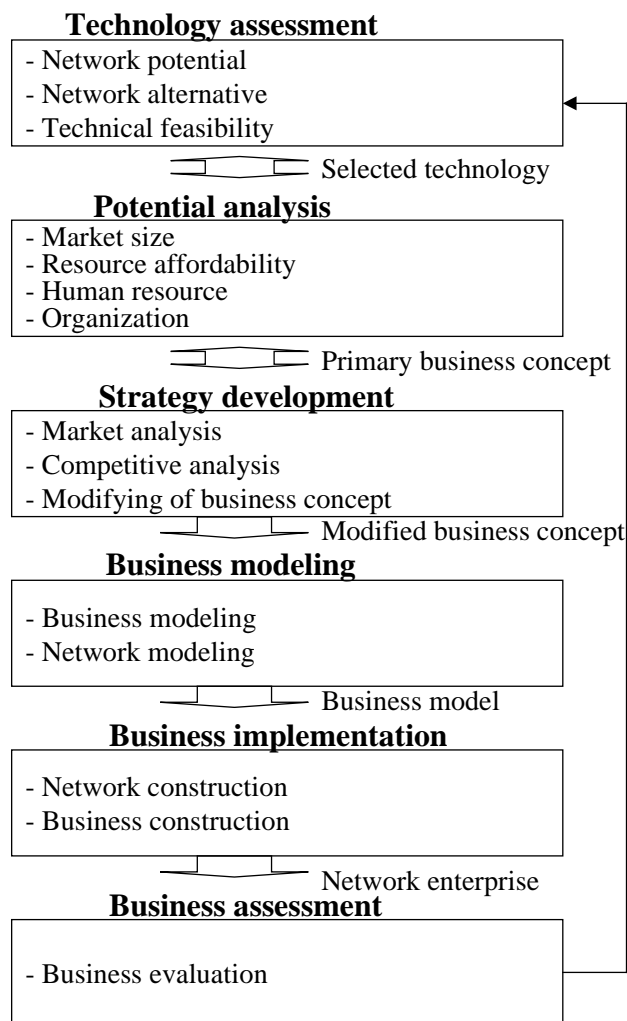 Technology assessment
- Network potential
- Network alternative
- Technical feasibility
Selected technology
Potential analysis
- Market size
- Resource affordability
- Human resource
- Organization
Primary business concept
Strategy development
- Market analysis
- Competitive analysis
- Modifying of business concept
Modified business concept
Business modeling
- Business modeling
- Network modeling
Business model
Business implementation
- Network construction
- Business construction
Network enterprise
Business assessment
- Business evaluation